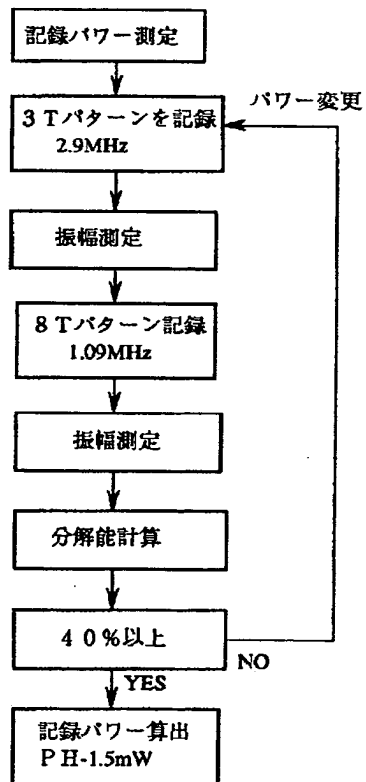 記録パワー測定
パワー変更
3Tパターンを記録
2.9MHz
振幅測定
8Tパターン記録
1.09MHz
振幅測定
分解能計算
40%以上
NO
YES
記録パワー算出
PH-1.5mW